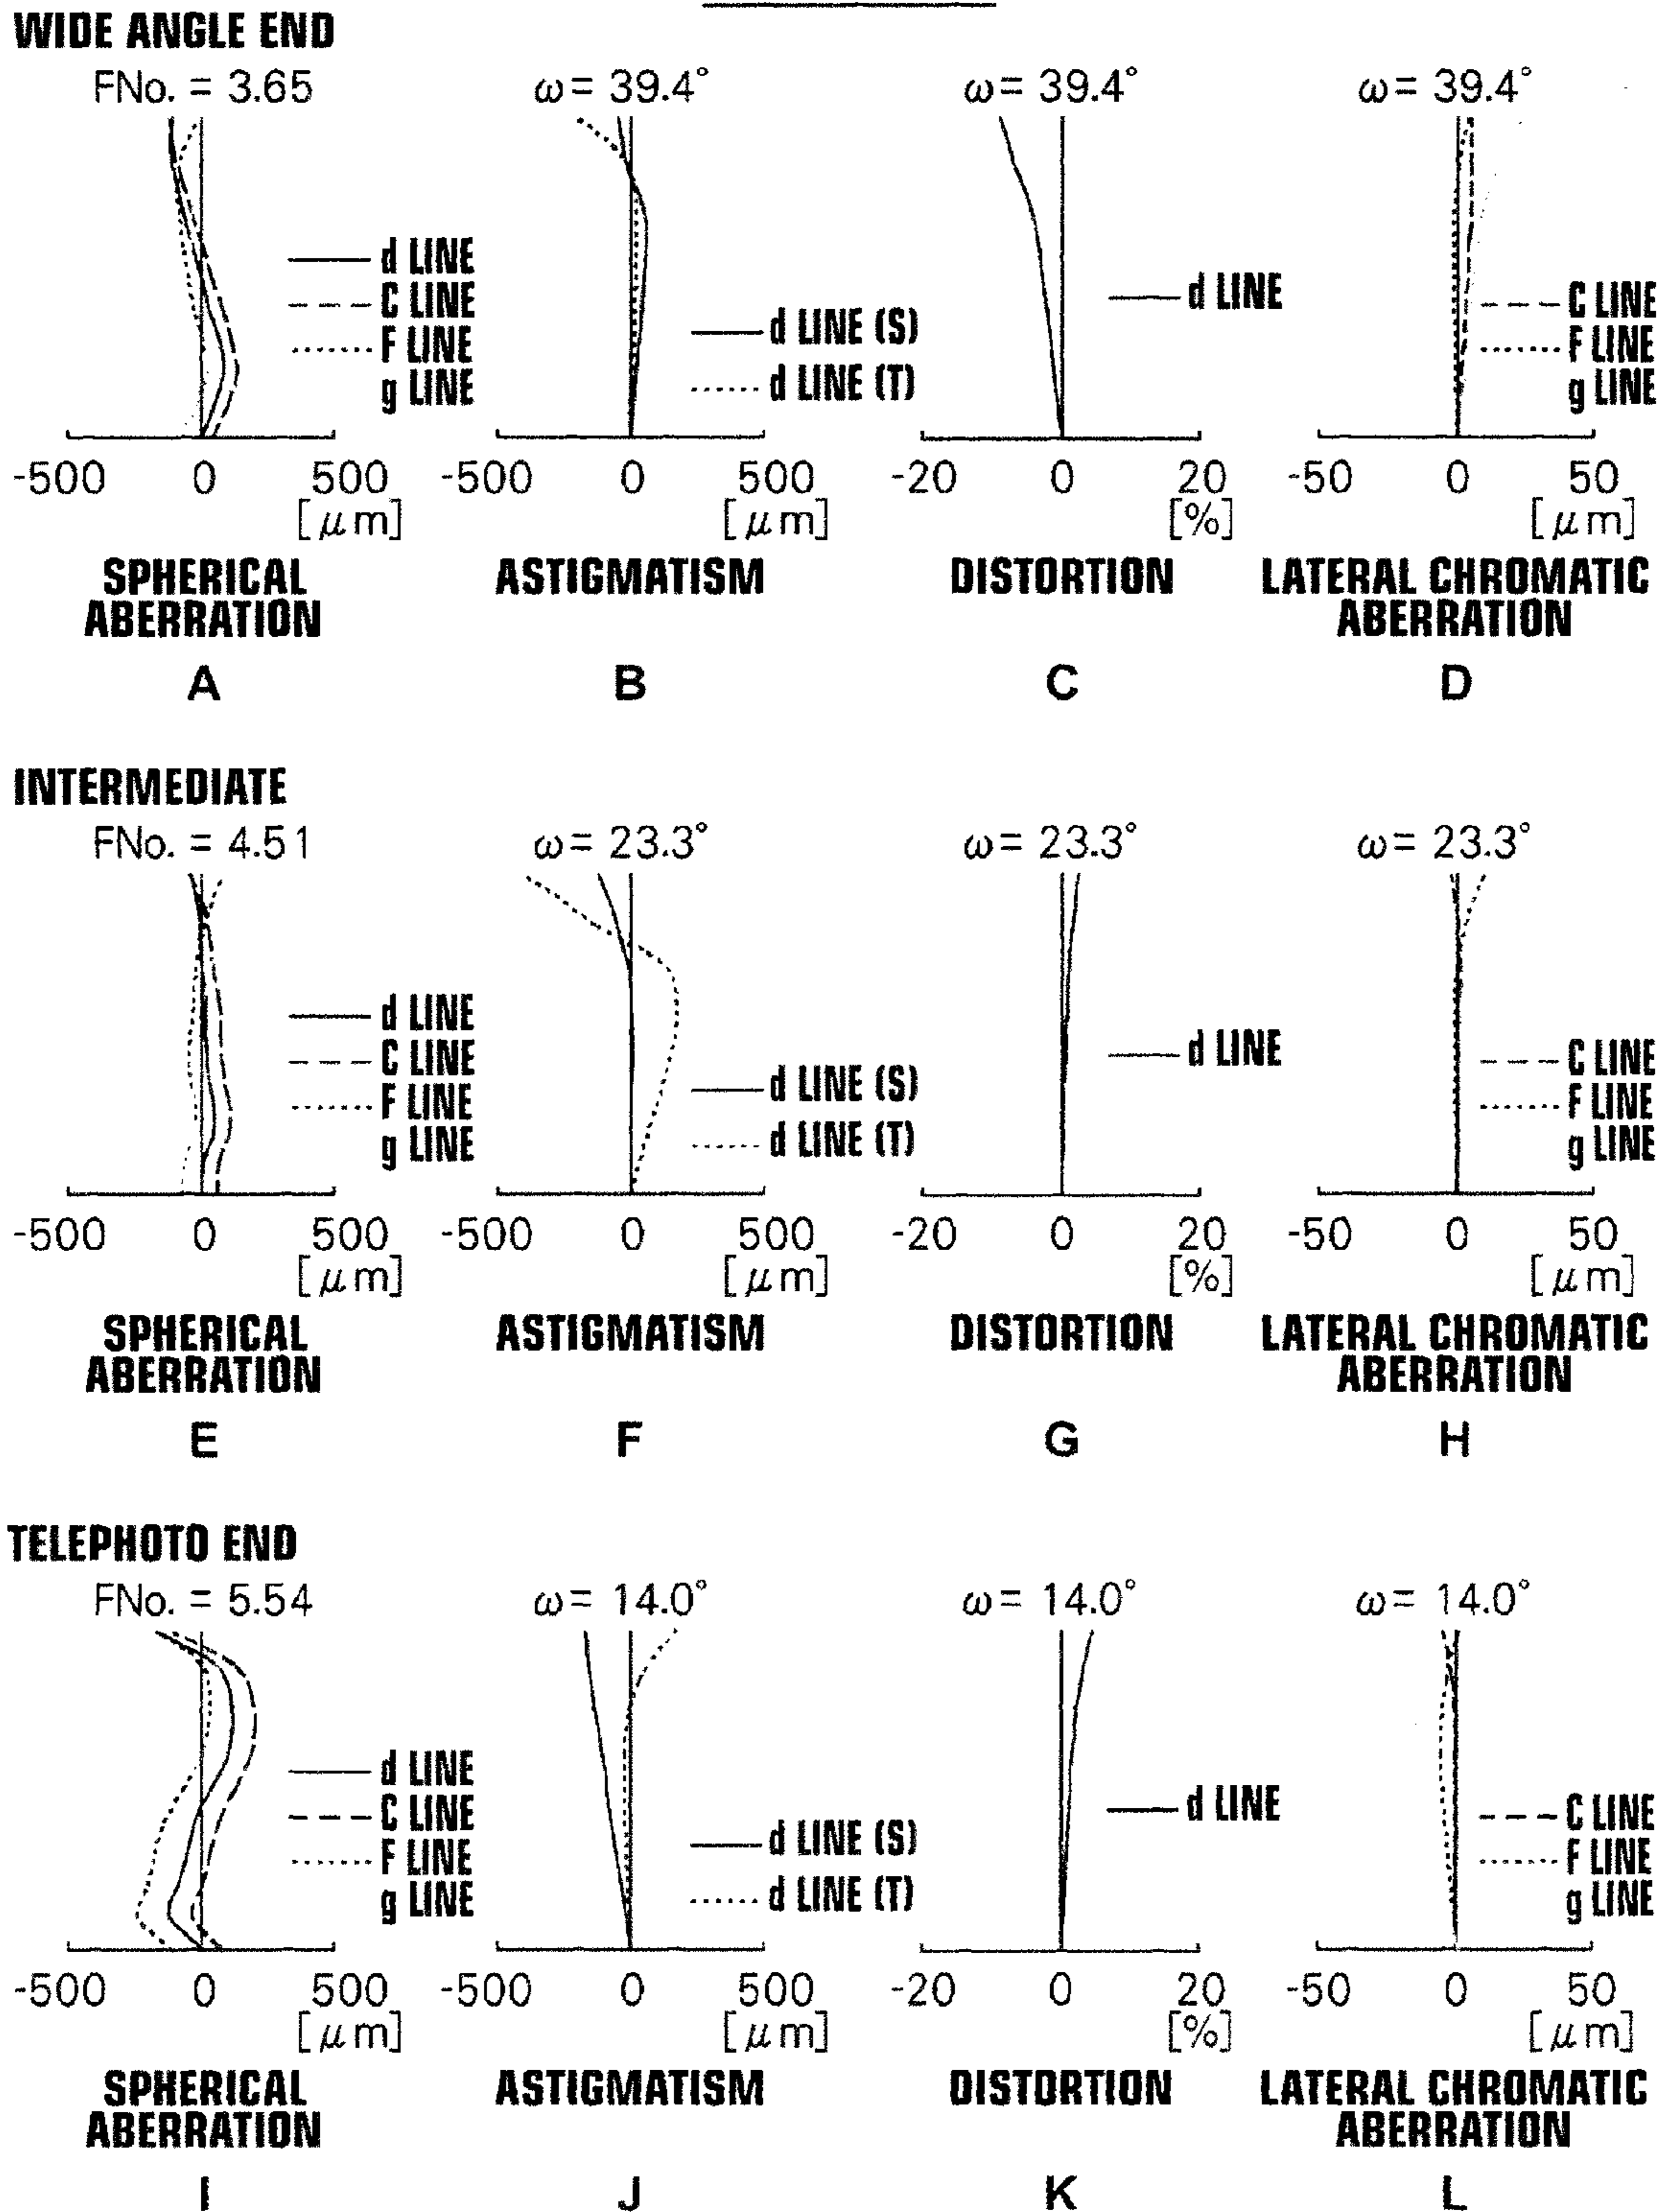 WIDE ANGLE END
FNo. = 3.65
ω= 39.4°
ω= 39.4°
ω= 39.4°
d LINE
C LINE
F LINE
g LINE
d LINE (S)
d LINE (T)
d LINE
C LINE
F LINE
g LINE
-500 0 500
[μm]
-500 0 500
[μm]
-20 0 20
[%]
-50 0 50
[μm]
SPHERICAL
ABERRATION
ASTIGMATISM
DISTORTION
LATERAL CHROMATIC
ABERRATION
A
B
C
D
INTERMEDIATE
FNo. = 4.51
ω= 23.3°
ω= 23.3°
ω= 23.3°
d LINE
C LINE
F LINE
g LINE
d LINE (S)
d LINE (T)
d LINE
C LINE
F LINE
g LINE
-500 0 500
[μm]
-500 0 500
[μm]
-20 0 20
[%]
-50 0 50
[μm]
SPHERICAL
ABERRATION
ASTIGMATISM
DISTORTION
LATERAL CHROMATIC
ABERRATION
E
F
G
H
TELEPHOTO END
FNo. = 5.54
ω= 14.0°
ω= 14.0°
ω= 14.0°
d LINE
C LINE
F LINE
g LINE
d LINE (S)
d LINE (T)
d LINE
C LINE
F LINE
g LINE
-500 0 500
[μm]
-500 0 500
[μm]
-20 0 20
[%]
-50 0 50
[μm]
SPHERICAL
ABERRATION
ASTIGMATISM
DISTORTION
LATERAL CHROMATIC
ABERRATION
I
J
K
L